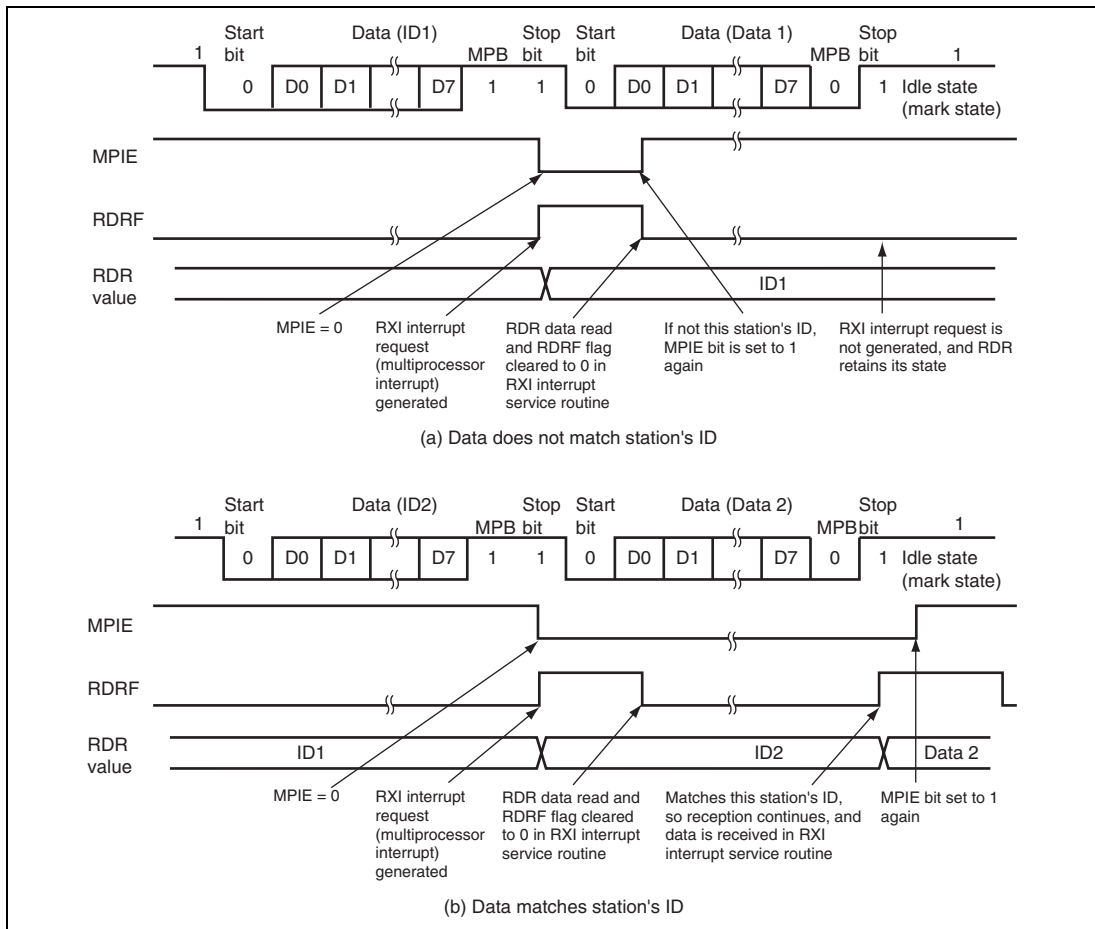 Start bit Data (ID1) Stop bit Start bit Data (Data 1) Stop bit
1 MPB MPB 1
0 D0 D1 D7 1 1 0 D0 D1 D7 0 1 Idle state (mark state)
MPIE
RDRF
RDR value
ID1
MPIE = 0
RXI interrupt
request
(multiprocessor
interrupt)
generated
RDR data read
and RDRF flag
cleared to 0 in
RXI interrupt
service routine
If not this station's ID,
MPIE bit is set to 1
again
RXI interrupt request is
not generated, and RDR
retains its state
(a) Data does not match station's ID
Start bit Data (ID2) Stop bit Start bit Data (Data 2) Stop bit
1 MPB MPB 1
0 D0 D1 D7 1 1 0 D0 D1 D7 0 1 Idle state (mark state)
MPIE
RDRF
RDR value
ID1 ID2 Data 2
MPIE = 0
RXI interrupt
request
(multiprocessor
interrupt)
generated
RDR data read and
RDRF flag cleared
to 0 in RXI interrupt
service routine
Matches this station's ID,
so reception continues, and
data is received in RXI
interrupt service routine
MPIE bit set to 1
again
(b) Data matches station's ID